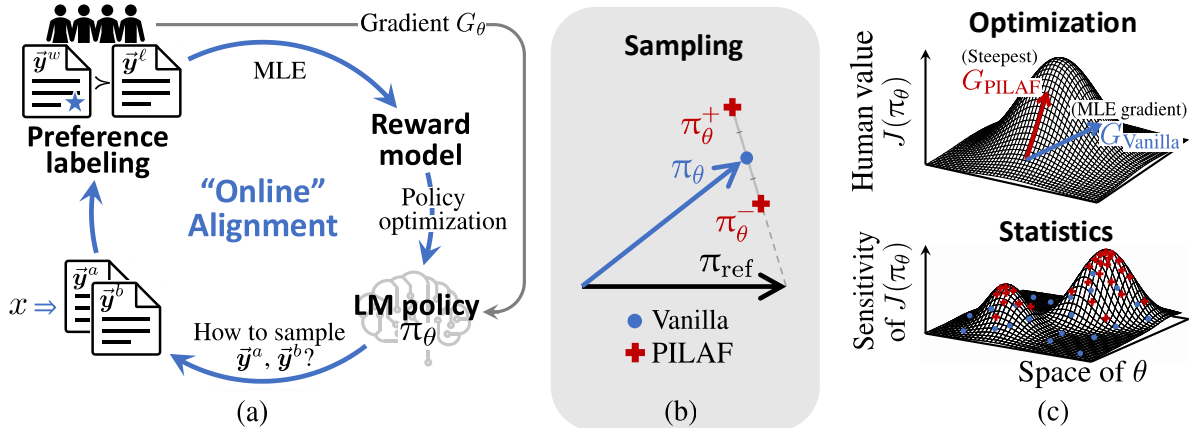 Gradient G_θ
y⃗^w ≻ y⃗^ℓ
MLE
Preference
labeling
Reward
model
"Online"
Alignment
Policy
optimization
x ⇒
y⃗^a
y⃗^b
LM policy
π_θ
How to sample
y⃗^a, y⃗^b?
(a)
Sampling
π_θ^+
π_θ
π_θ^-
π_ref
Vanilla
PILAF
(b)
Optimization
Human value
J(π_θ)
(Steepest)
G_PILAF
(MLE gradient)
G_Vanilla
Statistics
Sensitivity
of J(π_θ)
Space of θ
(c)